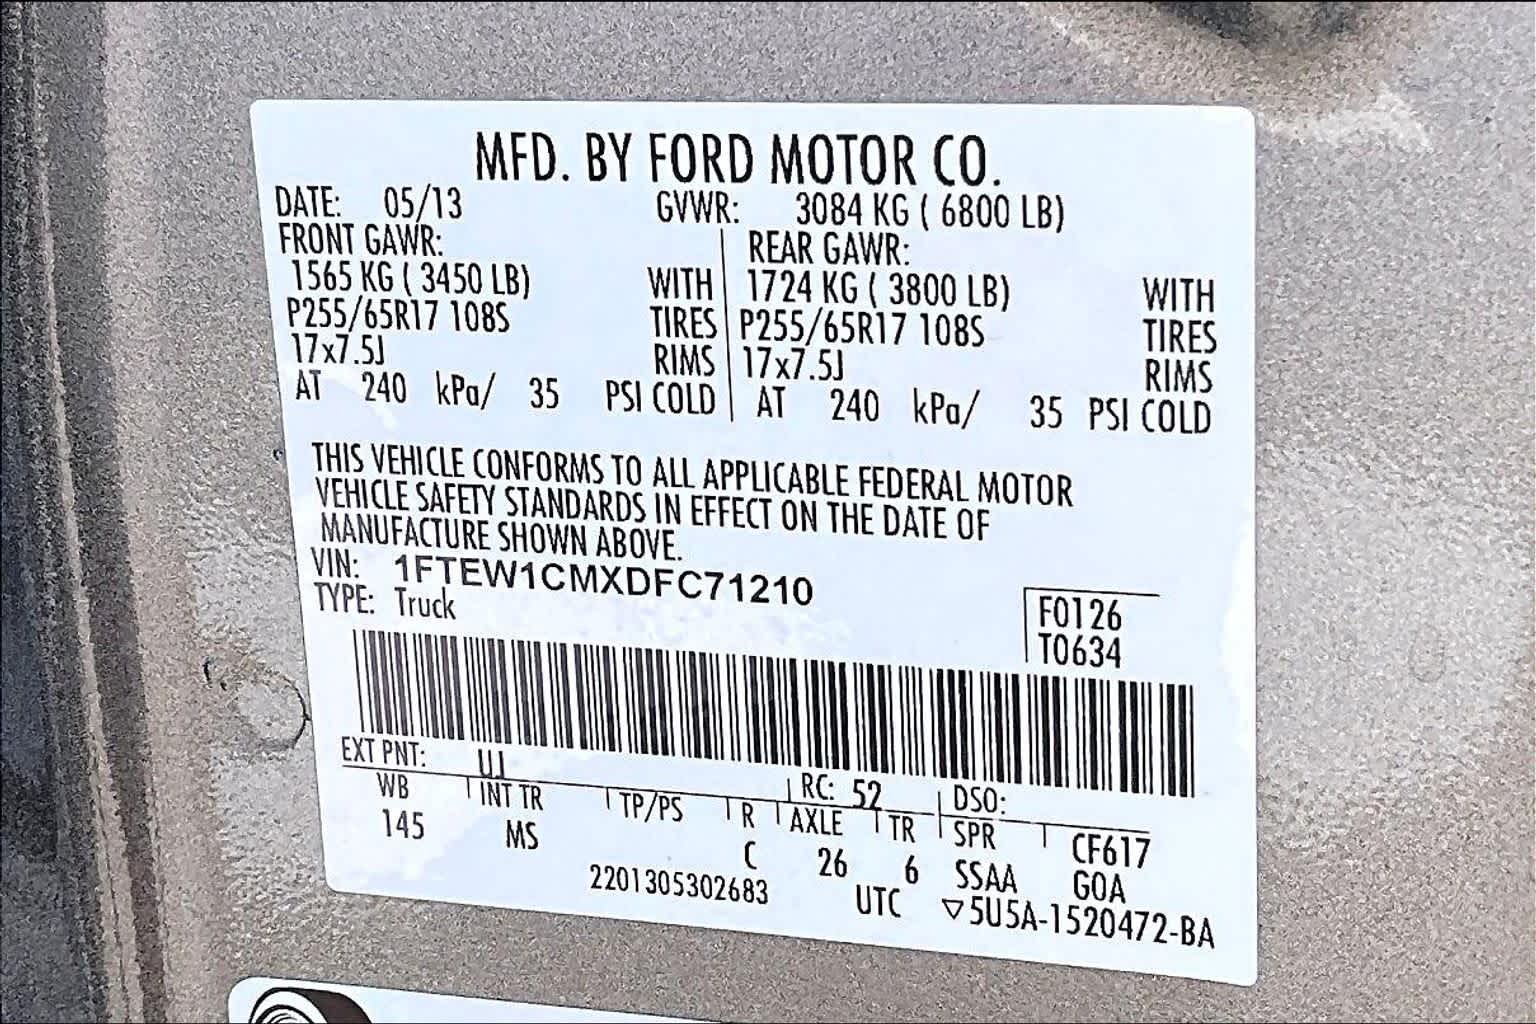 MFD. BY FORD MOTOR CO.
DATE: 05/13 GVWR: 3084 KG ( 6800 LB)
FRONT GAWR: REAR GAWR:
1565 KG ( 3450 LB) WITH 1724 KG ( 3800 LB) WITH
P255/65R17 108S TIRES P255/65R17 108S TIRES
17x7.5J RIMS 17x7.5J RIMS
AT 240 kPa/ 35 PSI COLD AT 240 kPa/ 35 PSI COLD
THIS VEHICLE CONFORMS TO ALL APPLICABLE FEDERAL MOTOR
VEHICLE SAFETY STANDARDS IN EFFECT ON THE DATE OF
MANUFACTURE SHOWN ABOVE.
VIN: 1FTEW1CMXDFC71210
TYPE: Truck
F0126
T0634
EXT PNT: UJ RC: 52 DSO:
WB INT TR TP/PS R AXLE TR SPR CF617
145 MS C 26 6 SSAA GOA
2201305302683 UTC ▽5U5A-1520472-BA